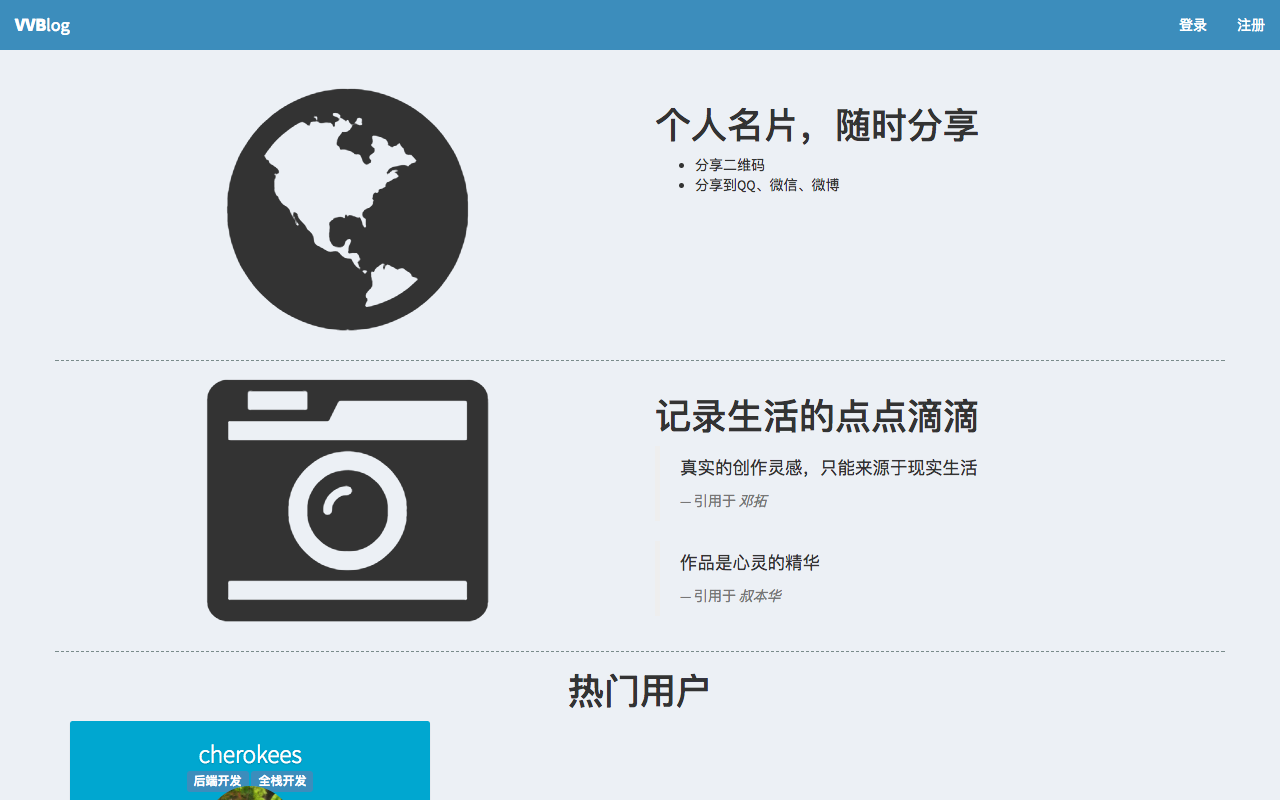 VVBlog
登录 注册
个人名片，随时分享
分享二维码
分享到QQ、微信、微博
记录生活的点点滴滴
真实的创作灵感，只能来源于现实生活
— 引用于 邓拓
作品是心灵的精华
— 引用于 叔本华
热门用户
cherokees
后端开发 全栈开发